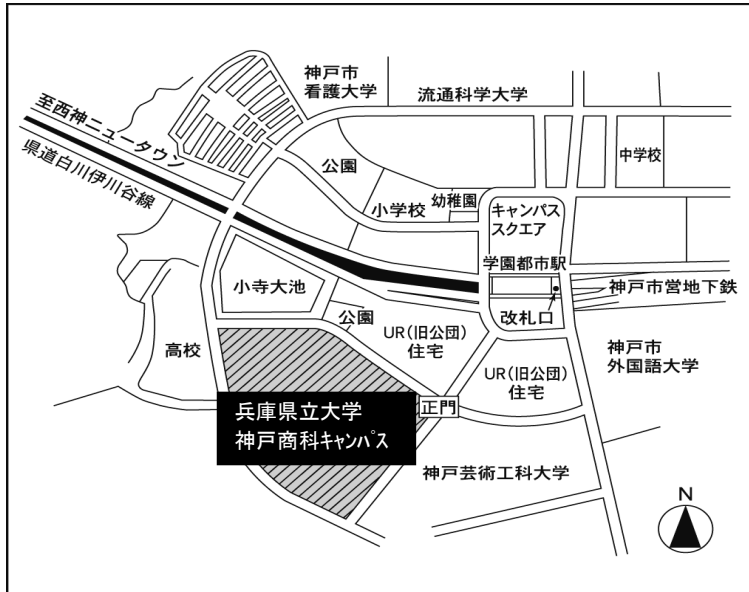 神戸市
看護大学
流通科学大学
至西神ニュータウン
県道白川伊川谷線
公園
中学校
幼稚園
小学校
キャンパス
スクエア
学園都市駅
小寺大池
神戸市営地下鉄
改札口
公園
UR(旧公団)
住宅
高校
神戸市
外国語大学
UR(旧公団)
住宅
正門
兵庫県立大学
神戸商科キャンパス
神戸芸術工科大学
N